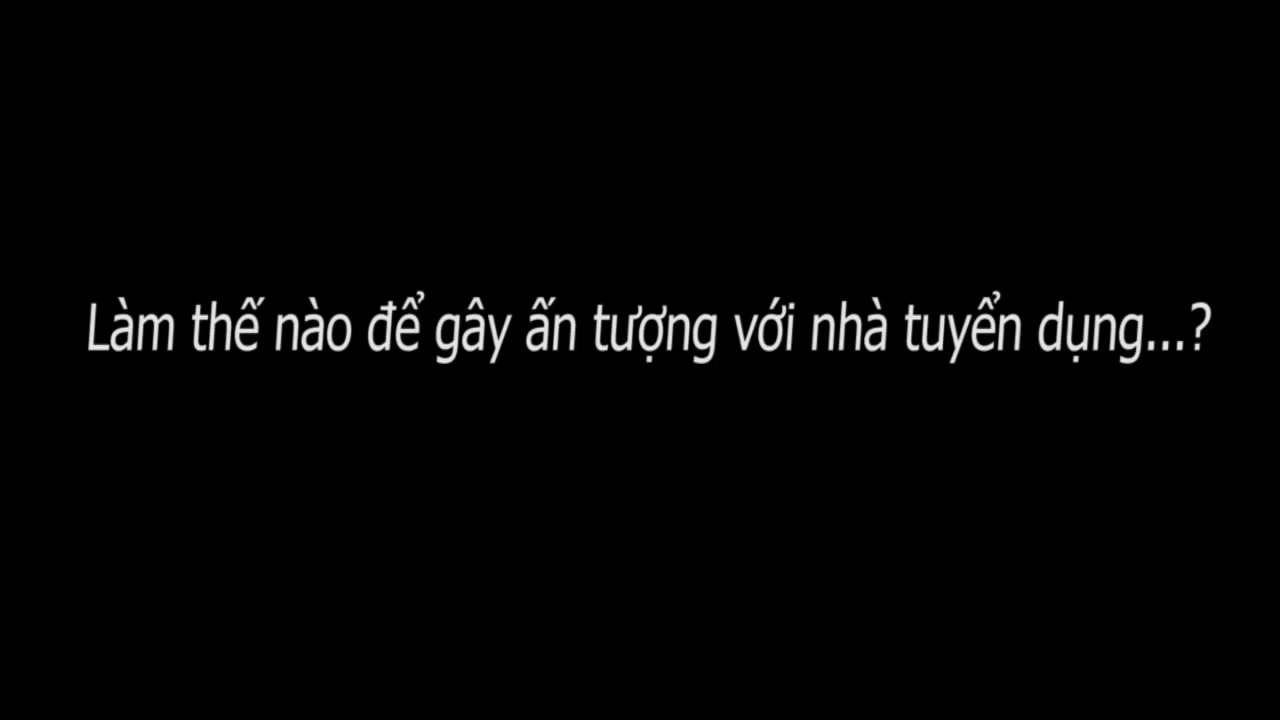 Làm thế nào để gây ấn tượng với nhà tuyển dụng...?